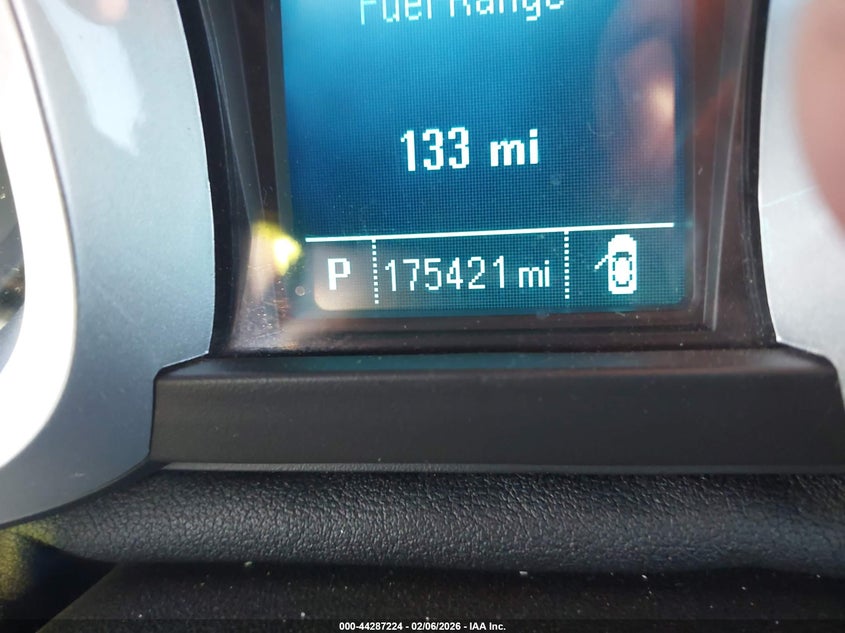 Fuel Range
133 mi
P 175421 mi
000-44287224 - 02/06/2026 - IAA Inc.